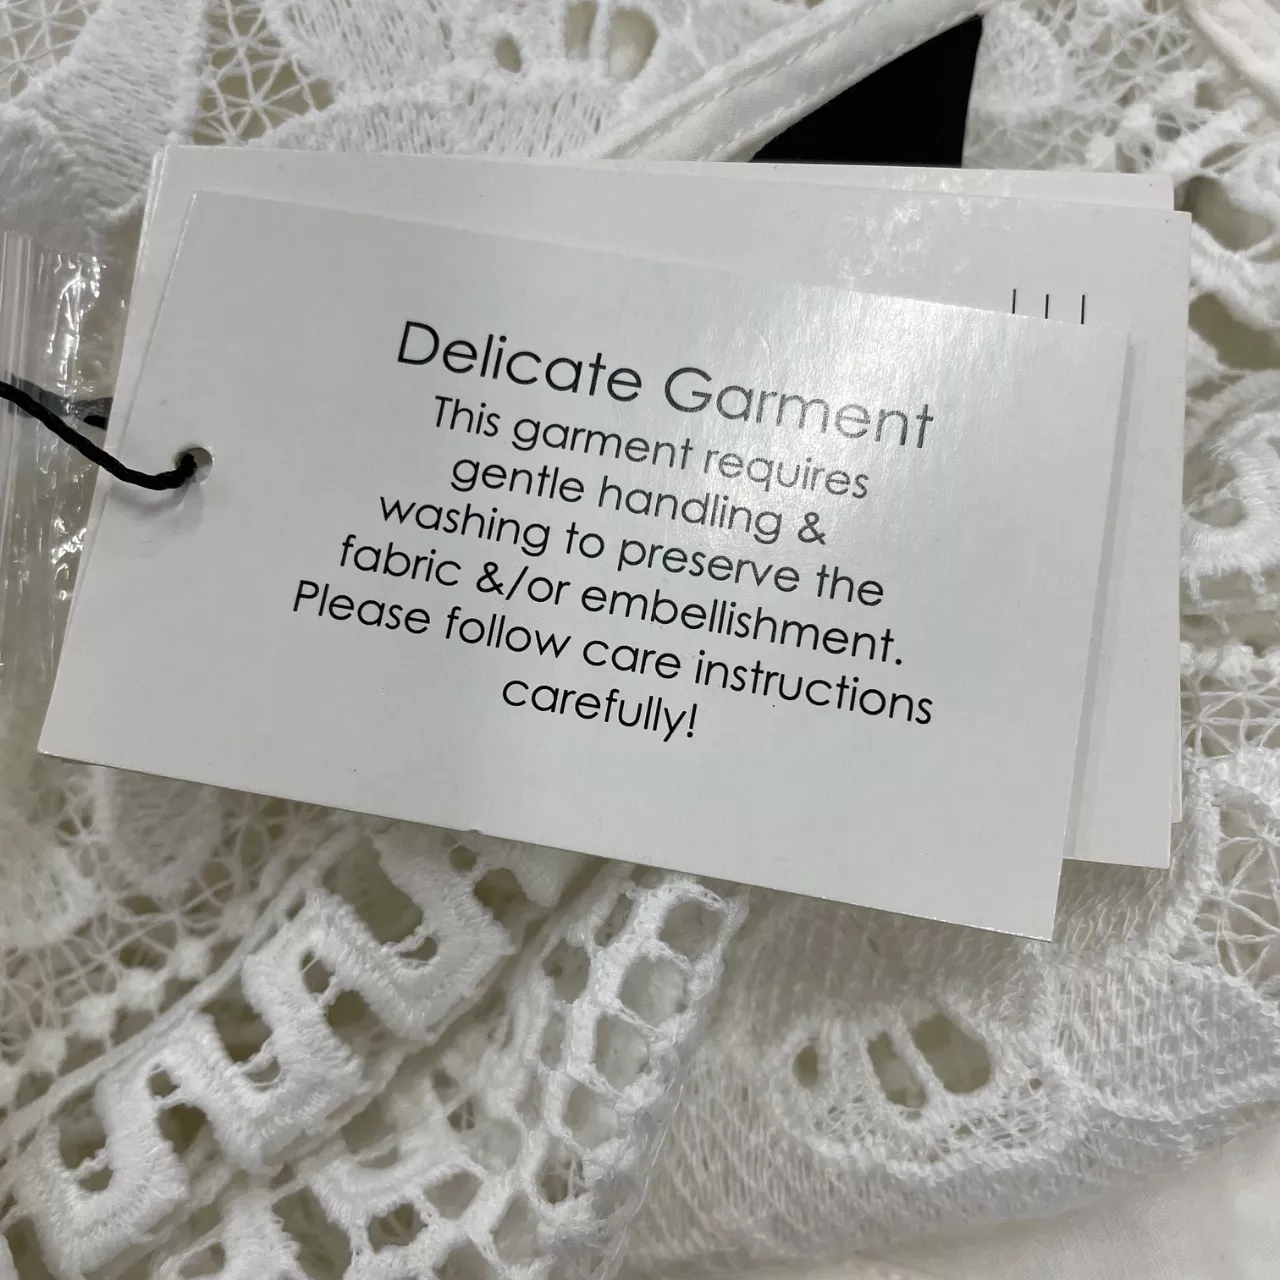 Delicate Garment
This garment requires
gentle handling &
washing to preserve the
fabric &/or embellishment.
Please follow care instructions
carefully!